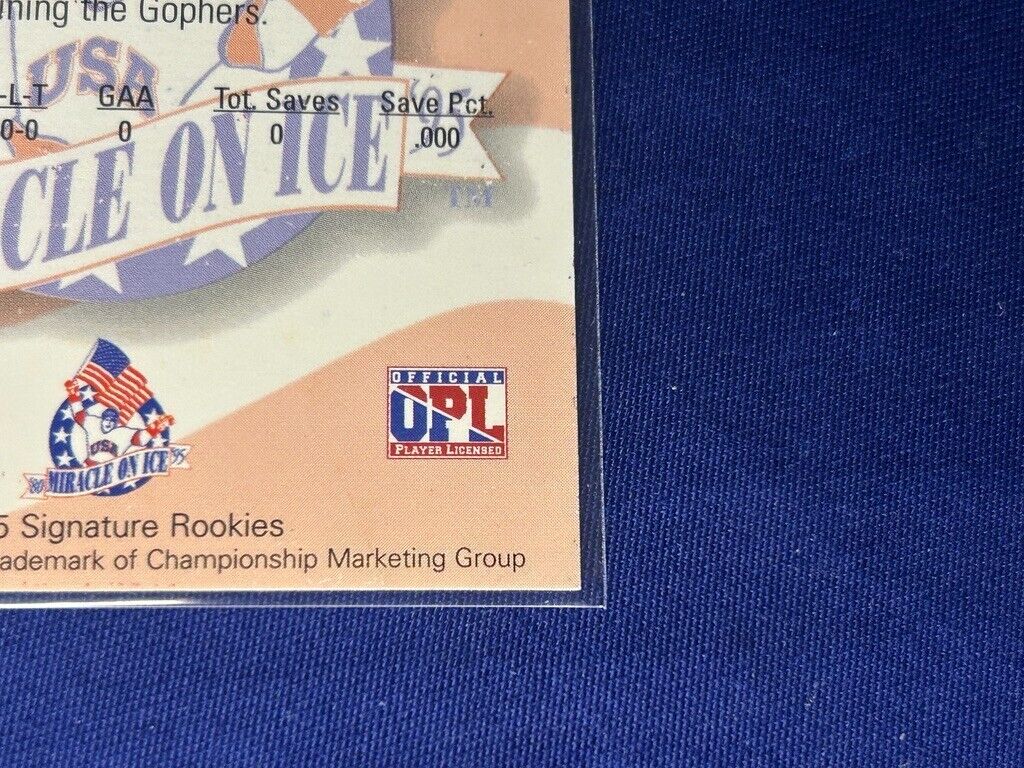 ning the Gophers.
USA
-L-T GAA Tot. Saves Save Pct.
0-0 0 0 .000
'95
CLE ON ICE
TM
OFFICIAL
OPL
PLAYER LICENSED
USA
'80 MIRACLE ON ICE '95
5 Signature Rookies
ademark of Championship Marketing Group